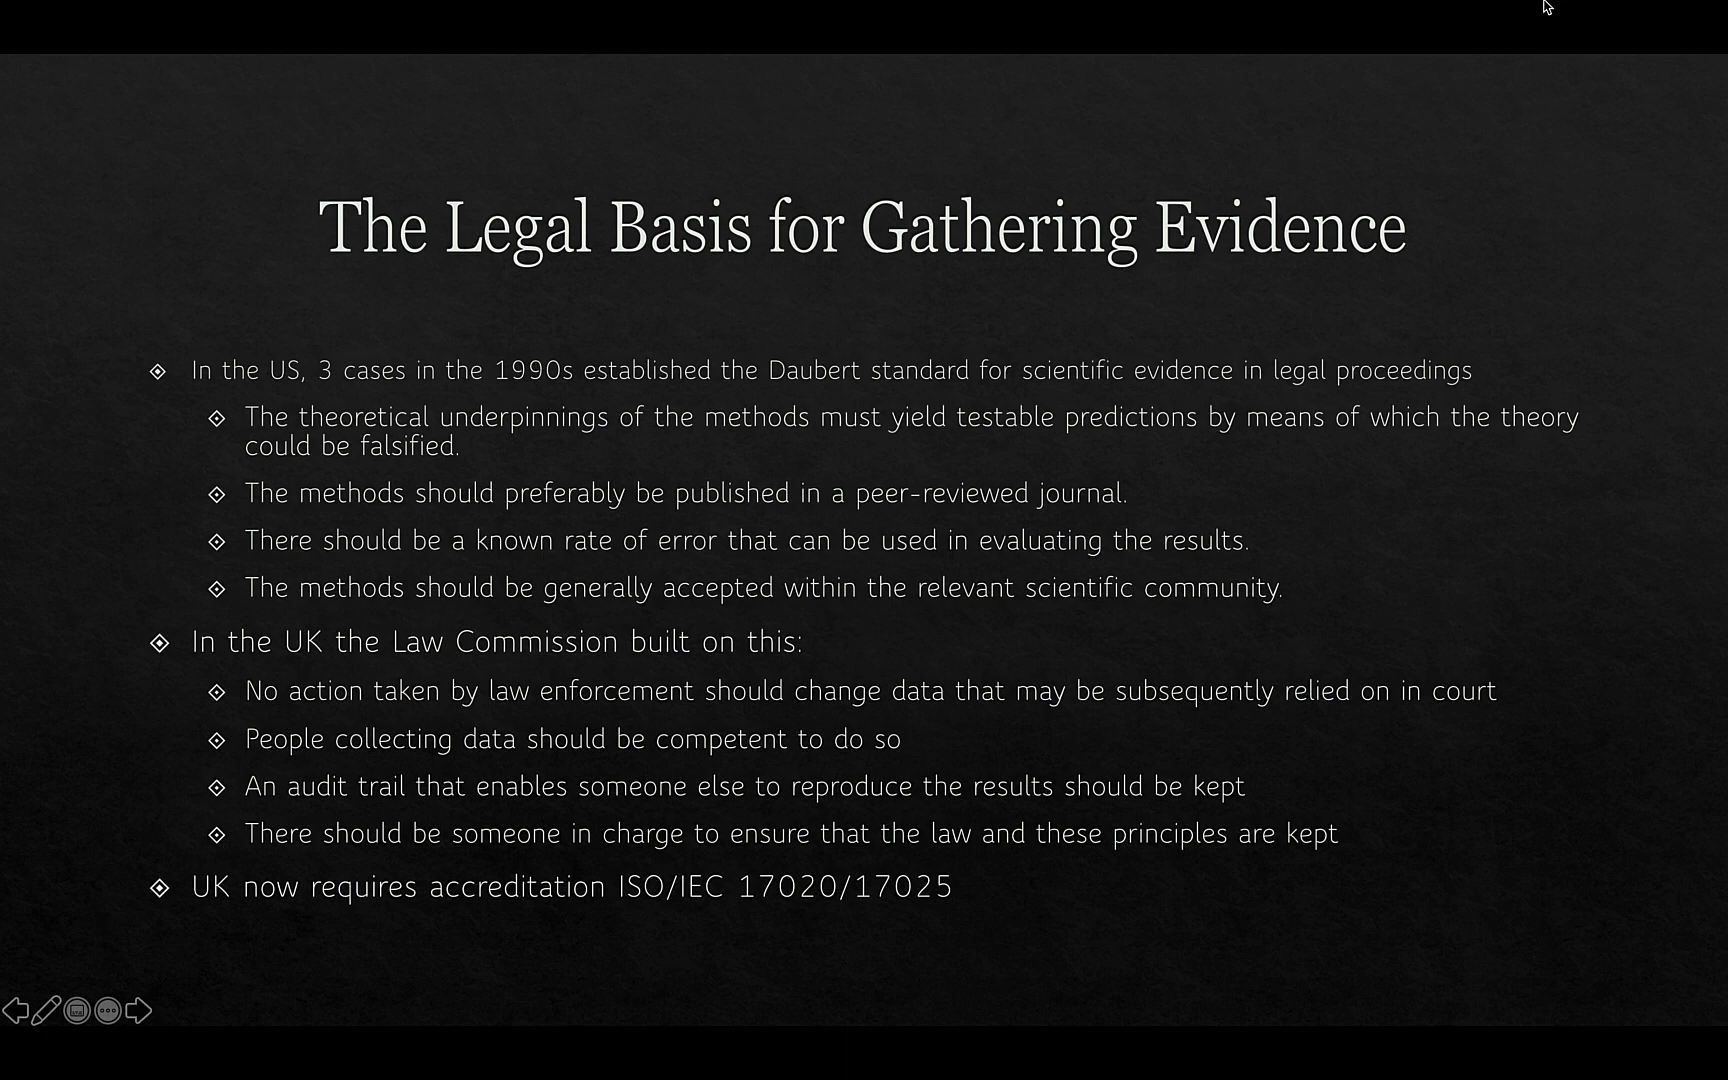 The Legal Basis for Gathering Evidence
In the US, 3 cases in the 1990s established the Daubert standard for scientific evidence in legal proceedings
The theoretical underpinnings of the methods must yield testable predictions by means of which the theory
could be falsified.
The methods should preferably be published in a peer-reviewed journal.
There should be a known rate of error that can be used in evaluating the results.
The methods should be generally accepted within the relevant scientific community.
In the UK the Law Commission built on this:
No action taken by law enforcement should change data that may be subsequently relied on in court
People collecting data should be competent to do so
An audit trail that enables someone else to reproduce the results should be kept
There should be someone in charge to ensure that the law and these principles are kept
UK now requires accreditation ISO/IEC 17020/17025